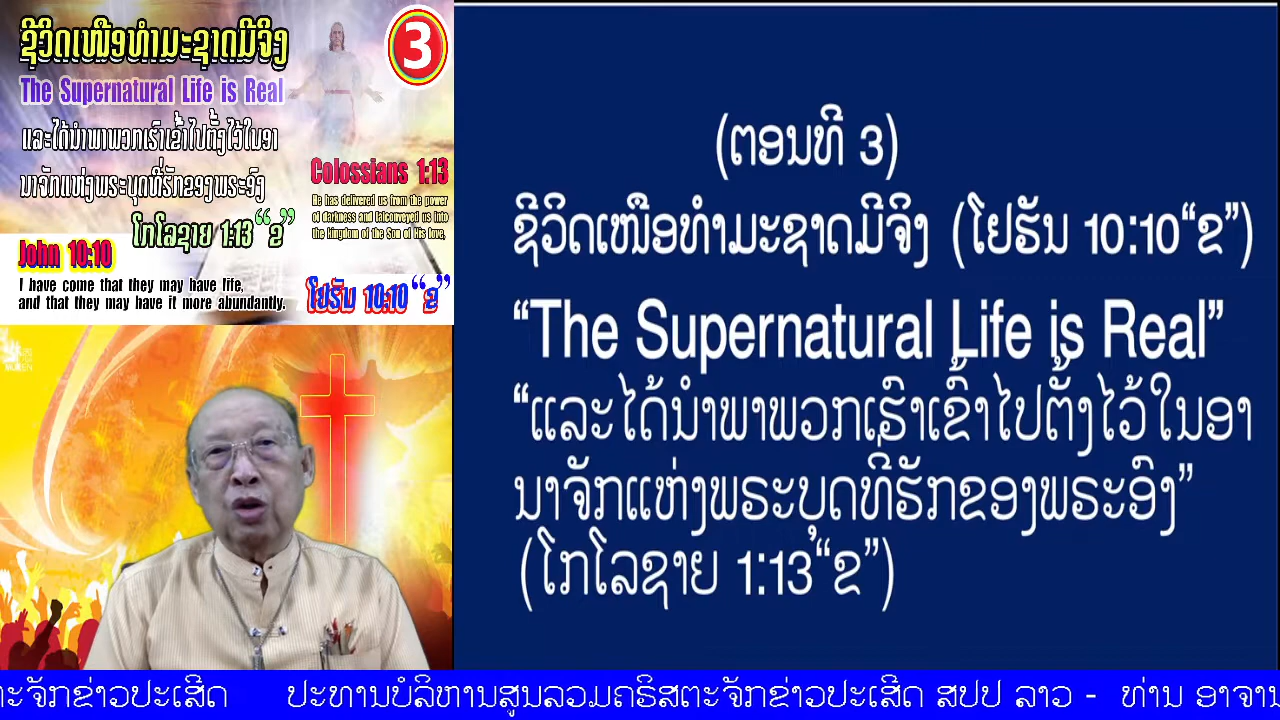 ຊີວິດເໜືອທຳມະຊາດມີຈິງ
3
The Supernatural Life is Real
ແລະໄດ້ນຳພາພວກເຮົາເຂົ້າໄປຕັ້ງໄວ້ໃນອາ
ນາຈັກແຫ່ງພຣະບຸດທີ່ຮັກຂອງພຣະອົງ
ໂກໂລຊາຍ 1:13“ຂ”
Colossians 1:13
He has delivered us from the power
of darkness and talconveyed us into
the kingdom of the Son of His love,
John 10:10
I have come that they may have life,
and that they may have it more abundantly.
ໂຢຮັນ 10:10“ຂ”
(ຕອນທີ 3)
ຊີວິດເໜືອທຳມະຊາດມີຈິງ (ໂຢຮັນ 10:10“ຂ”)
“The Supernatural Life is Real”
“ແລະໄດ້ນຳພາພວກເຮົາເຂົ້າໄປຕັ້ງໄວ້ໃນອາ
ນາຈັກແຫ່ງພຣະບຸດທີ່ຮັກຂອງພຣະອົງ”
(ໂກໂລຊາຍ 1:13“ຂ”)
ຕະຈັກຂ່າວປະເສີດ ປະທານບໍລິຫານສູນລວມຄຣິສຕະຈັກຂ່າວປະເສີດ ສປປ ລາວ - ທ່ານ ອາຈານ